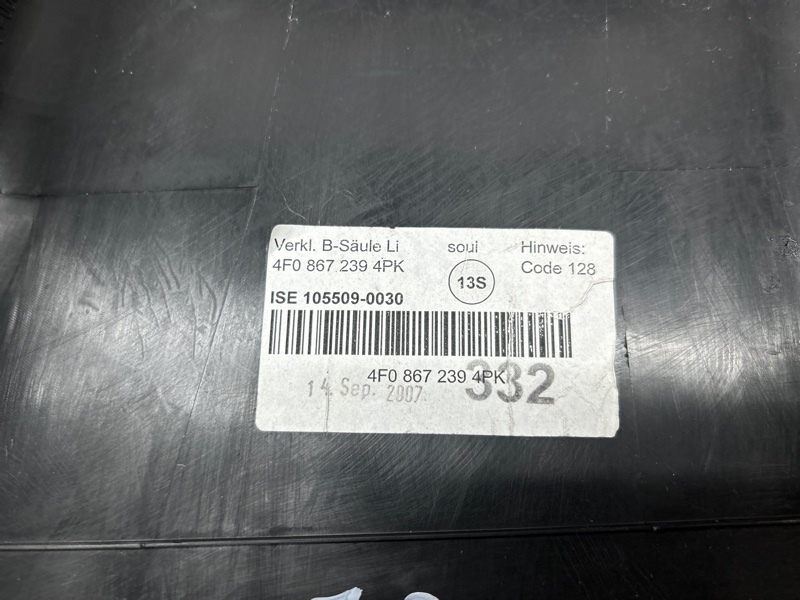 Verkl. B-Säule Li soul Hinweis:
4F0 867 239 4PK 13S Code 128
ISE 105509-0030
4F0 867 239 4PK 332
14. Sep. 2007